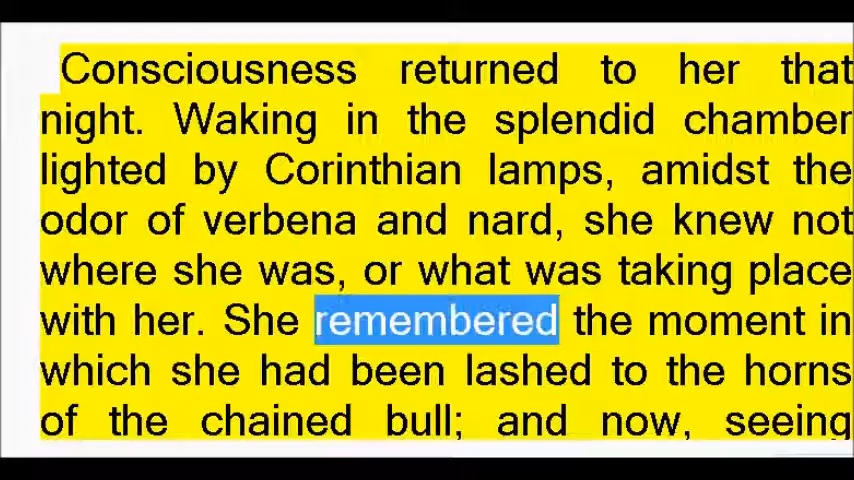 Consciousness returned to her that
night. Waking in the splendid chamber
lighted by Corinthian lamps, amidst the
odor of verbena and nard, she knew not
where she was, or what was taking place
with her. She remembered the moment in
which she had been lashed to the horns
of the chained bull; and now, seeing